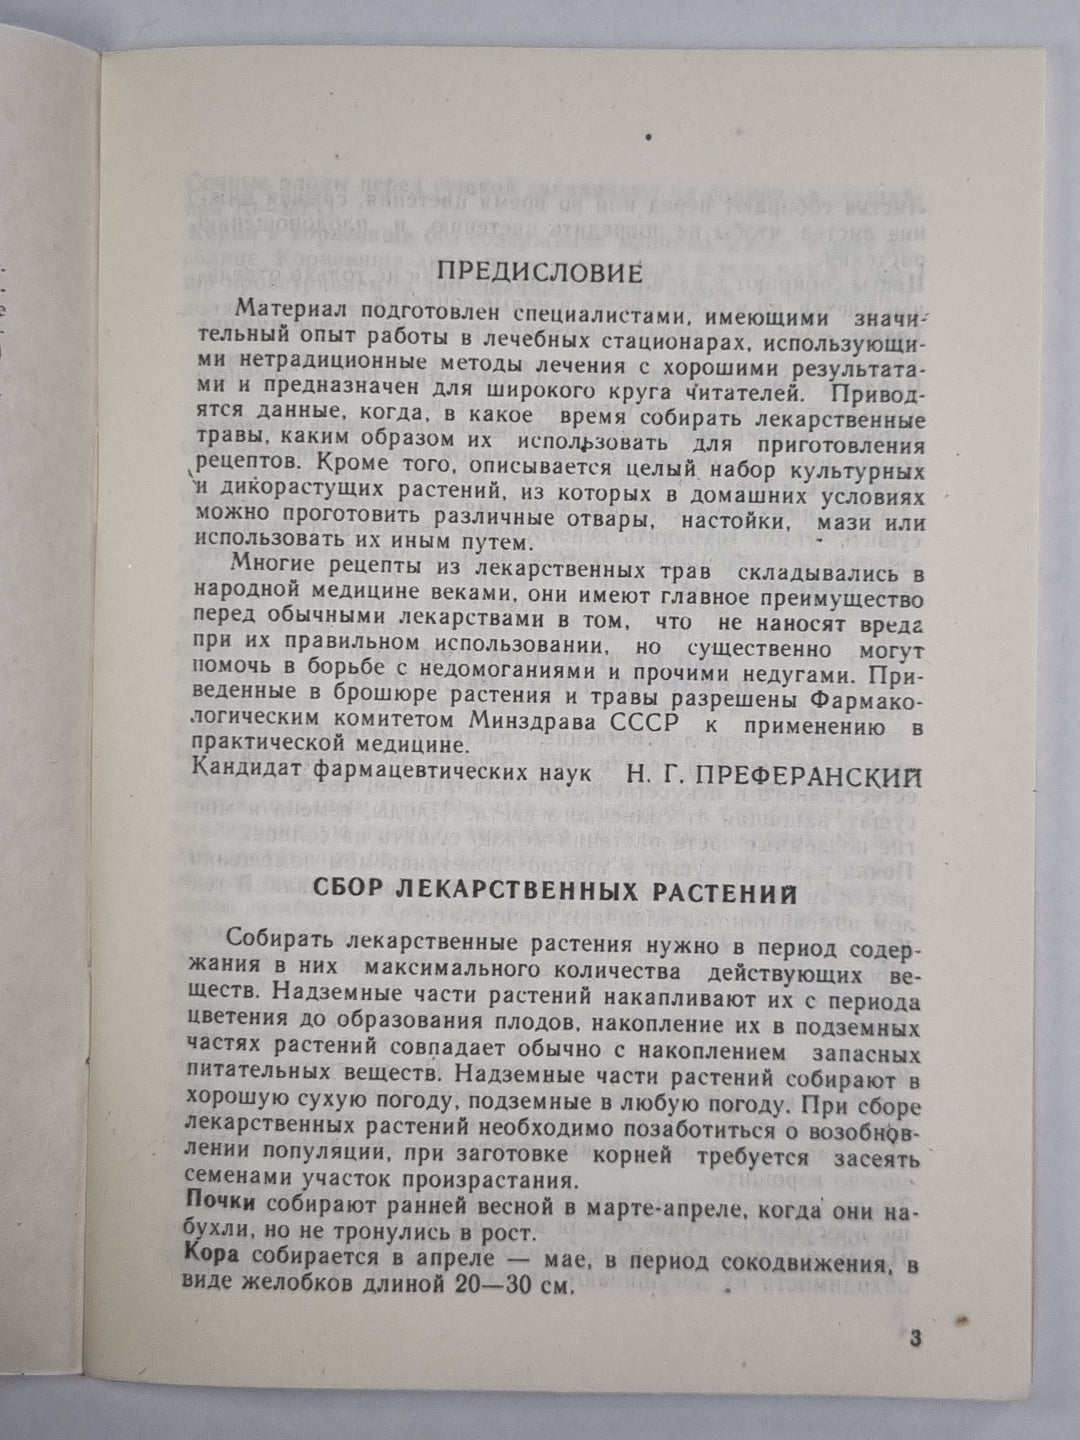 ПРЕДИСЛОВИЕ
Материал подготовлен специалистами, имеющими значи-
тельный опыт работы в лечебных стационарах, использующи-
ми нетрадиционные методы лечения с хорошими результата-
ми и предназначен для широкого круга читателей. Привод-
ятся данные, когда, в какое время собирать лекарственные
травы, каким образом их использовать для приготовления
рецептов. Кроме того, описывается целый набор культурных
и дикорастущих растений, из которых в домашних условиях
можно проготовить различные отвары, настойки, мази или
использовать их иным путем.
Многие рецепты из лекарственных трав складывались в
народной медицине веками, они имеют главное преимущество
перед обычными лекарствами в том, что не наносят вреда
при их правильном использовании, но существенно могут
помочь в борьбе с недомоганиями и прочими недугами. При-
веденные в брошюре растения и травы разрешены Фармако-
логическим комитетом Минздрава СССР к применению в
практической медицине.
Кандидат фармацевтических наук Н. Г. ПРЕФЕРАНСКИЙ
СБОР ЛЕКАРСТВЕННЫХ РАСТЕНИЙ
Собирать лекарственные растения нужно в период содер-
жания в них максимального количества действующих ве-
ществ. Надземные части растений накапливают их с периода
цветения до образования плодов, накопление их в подземных
частях растений совпадает обычно с накоплением запасных
питательных веществ. Надземные части растений собирают в
хорошую сухую погоду, подземные в любую погоду. При сборе
лекарственных растений необходимо позаботиться о возобнов-
лении популяции, при заготовке корней требуется засеять
семенами участок произрастания.
Почки собирают ранней весной в марте-апреле, когда они на-
бухли, но не тронулись в рост.
Кора собирается в апреле — мае, в период сокодвижения, в
виде желобков длиной 20—30 см.
3